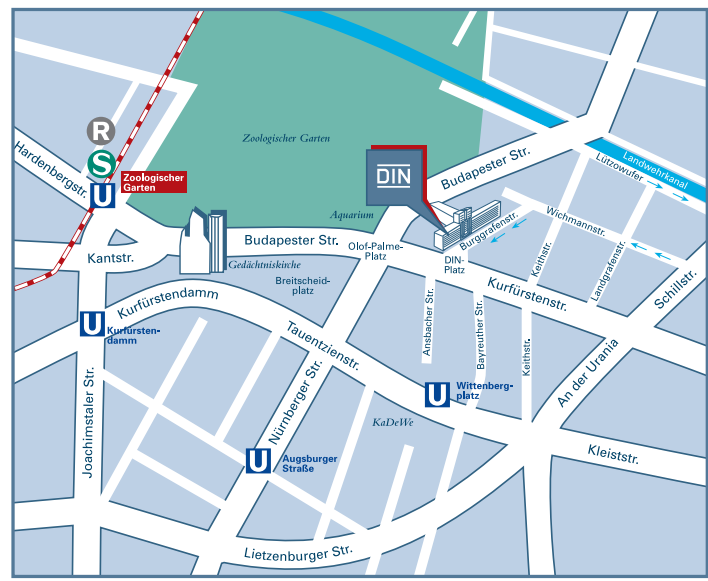 R
S
U
Hardenbergstr.
Zoologischer
Garten
Zoologischer Garten
DIN
Budapester Str.
Landwehrkanal
Lützowufer
Aquarium
Budapester Str.
Olof-Palme-
Platz
Burggrafenstr.
Wichmannstr.
DIN-
Platz
Keithstr.
Landgrafenstr.
Schillstr.
Kantstr.
Gedächtniskirche
Breitscheid-
platz
Kurfürstenstr.
Kurfürstendamm
U
Kurfürsten-
damm
Tauentzienstr.
Ansbacher Str.
Bayreuther Str.
Keithstr.
An der Urania
Joachimstaler Str.
Nürnberger Str.
U
Wittenberg-
platz
KaDeWe
U
Augsburger
Straße
Kleiststr.
Lietzenburger Str.